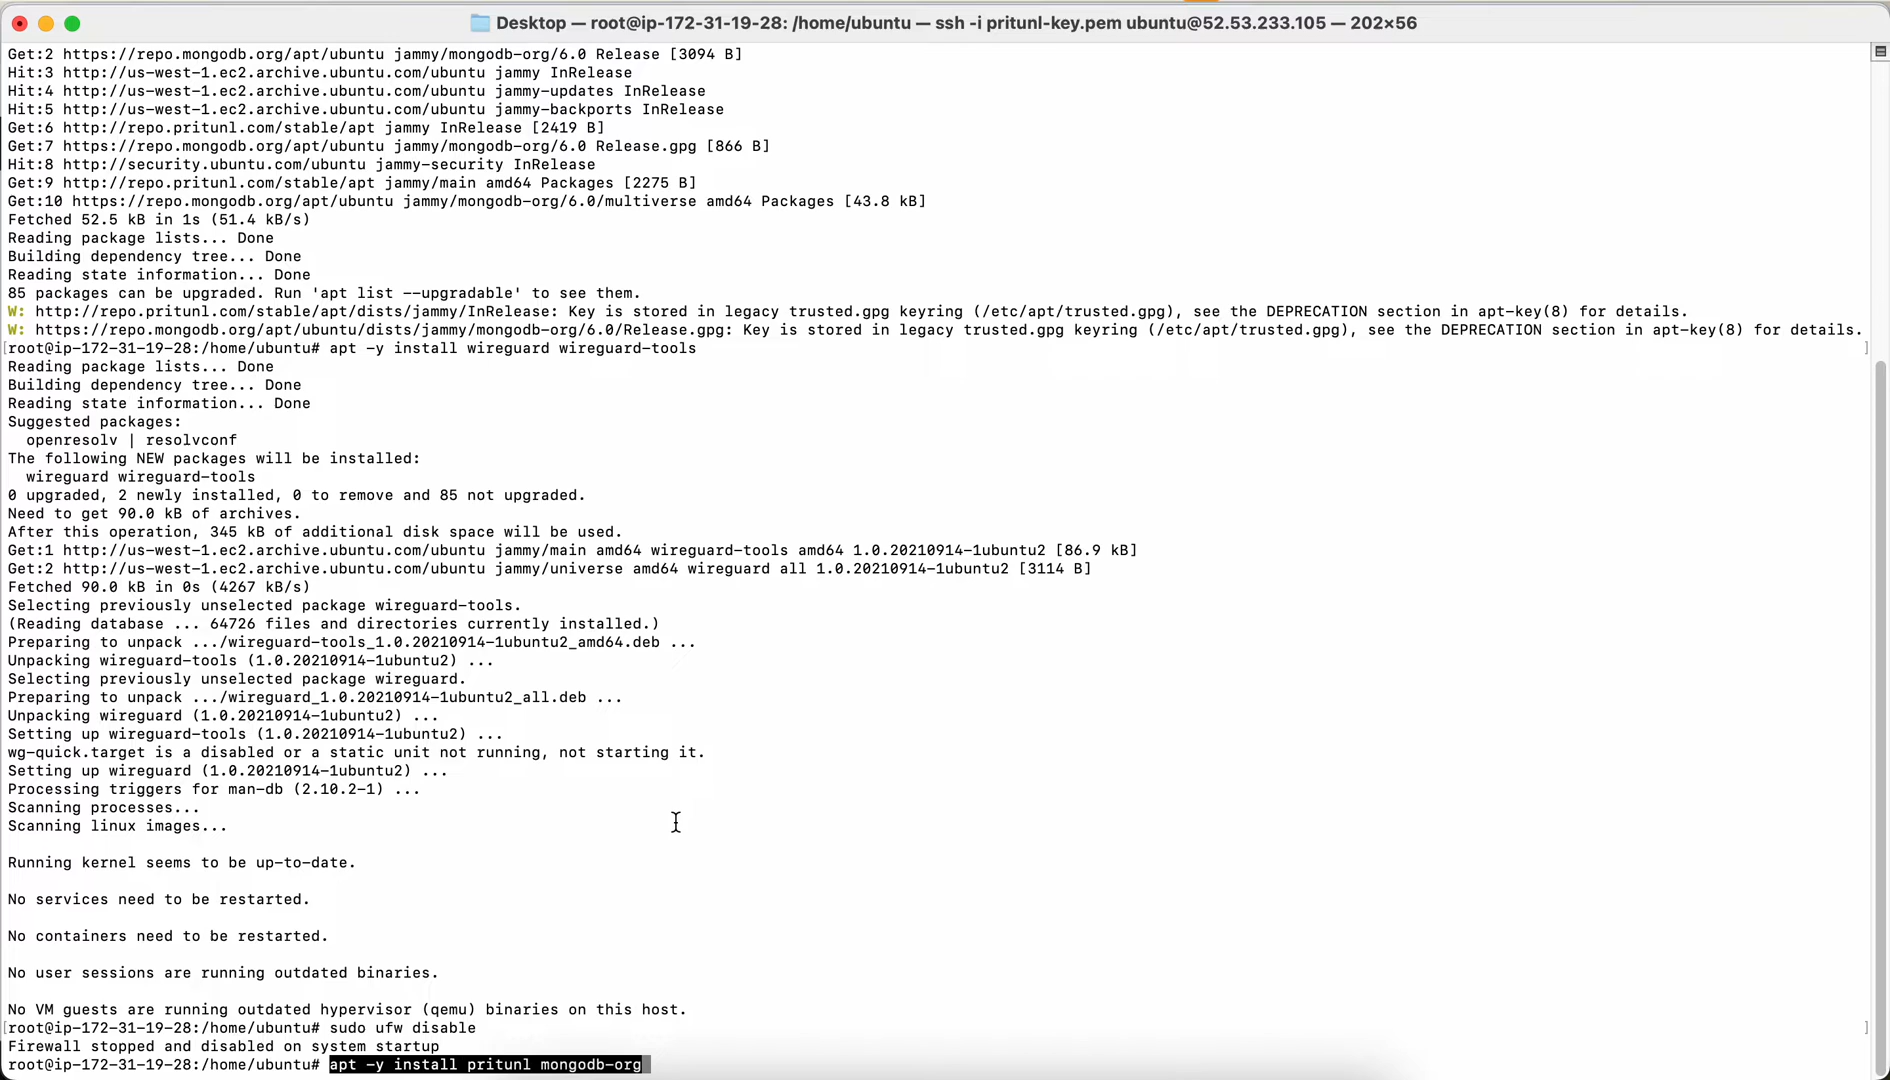 Desktop — root@ip-172-31-19-28: /home/ubuntu — ssh -i pritunl-key.pem ubuntu@52.53.233.105 — 202×56
Get:2 https://repo.mongodb.org/apt/ubuntu jammy/mongodb-org/6.0 Release [3094 B]
Hit:3 http://us-west-1.ec2.archive.ubuntu.com/ubuntu jammy InRelease
Hit:4 http://us-west-1.ec2.archive.ubuntu.com/ubuntu jammy-updates InRelease
Hit:5 http://us-west-1.ec2.archive.ubuntu.com/ubuntu jammy-backports InRelease
Get:6 http://repo.pritunl.com/stable/apt jammy InRelease [2419 B]
Get:7 https://repo.mongodb.org/apt/ubuntu jammy/mongodb-org/6.0 Release.gpg [866 B]
Hit:8 http://security.ubuntu.com/ubuntu jammy-security InRelease
Get:9 http://repo.pritunl.com/stable/apt jammy/main amd64 Packages [2275 B]
Get:10 https://repo.mongodb.org/apt/ubuntu jammy/mongodb-org/6.0/multiverse amd64 Packages [43.8 kB]
Fetched 52.5 kB in 1s (51.4 kB/s)
Reading package lists... Done
Building dependency tree... Done
Reading state information... Done
85 packages can be upgraded. Run 'apt list --upgradable' to see them.
W: http://repo.pritunl.com/stable/apt/dists/jammy/InRelease: Key is stored in legacy trusted.gpg keyring (/etc/apt/trusted.gpg), see the DEPRECATION section in apt-key(8) for details.
W: https://repo.mongodb.org/apt/ubuntu/dists/jammy/mongodb-org/6.0/Release.gpg: Key is stored in legacy trusted.gpg keyring (/etc/apt/trusted.gpg), see the DEPRECATION section in apt-key(8) for details.
[root@ip-172-31-19-28:/home/ubuntu# apt -y install wireguard wireguard-tools ]
Reading package lists... Done
Building dependency tree... Done
Reading state information... Done
Suggested packages:
openresolv | resolvconf
The following NEW packages will be installed:
wireguard wireguard-tools
0 upgraded, 2 newly installed, 0 to remove and 85 not upgraded.
Need to get 90.0 kB of archives.
After this operation, 345 kB of additional disk space will be used.
Get:1 http://us-west-1.ec2.archive.ubuntu.com/ubuntu jammy/main amd64 wireguard-tools amd64 1.0.20210914-1ubuntu2 [86.9 kB]
Get:2 http://us-west-1.ec2.archive.ubuntu.com/ubuntu jammy/universe amd64 wireguard all 1.0.20210914-1ubuntu2 [3114 B]
Fetched 90.0 kB in 0s (4267 kB/s)
Selecting previously unselected package wireguard-tools.
(Reading database ... 64726 files and directories currently installed.)
Preparing to unpack .../wireguard-tools_1.0.20210914-1ubuntu2_amd64.deb ...
Unpacking wireguard-tools (1.0.20210914-1ubuntu2) ...
Selecting previously unselected package wireguard.
Preparing to unpack .../wireguard_1.0.20210914-1ubuntu2_all.deb ...
Unpacking wireguard (1.0.20210914-1ubuntu2) ...
Setting up wireguard-tools (1.0.20210914-1ubuntu2) ...
wg-quick.target is a disabled or a static unit not running, not starting it.
Setting up wireguard (1.0.20210914-1ubuntu2) ...
Processing triggers for man-db (2.10.2-1) ...
Scanning processes...
Scanning linux images...
Running kernel seems to be up-to-date.
No services need to be restarted.
No containers need to be restarted.
No user sessions are running outdated binaries.
No VM guests are running outdated hypervisor (qemu) binaries on this host.
[root@ip-172-31-19-28:/home/ubuntu# sudo ufw disable ]
Firewall stopped and disabled on system startup
root@ip-172-31-19-28:/home/ubuntu# apt -y install pritunl mongodb-org